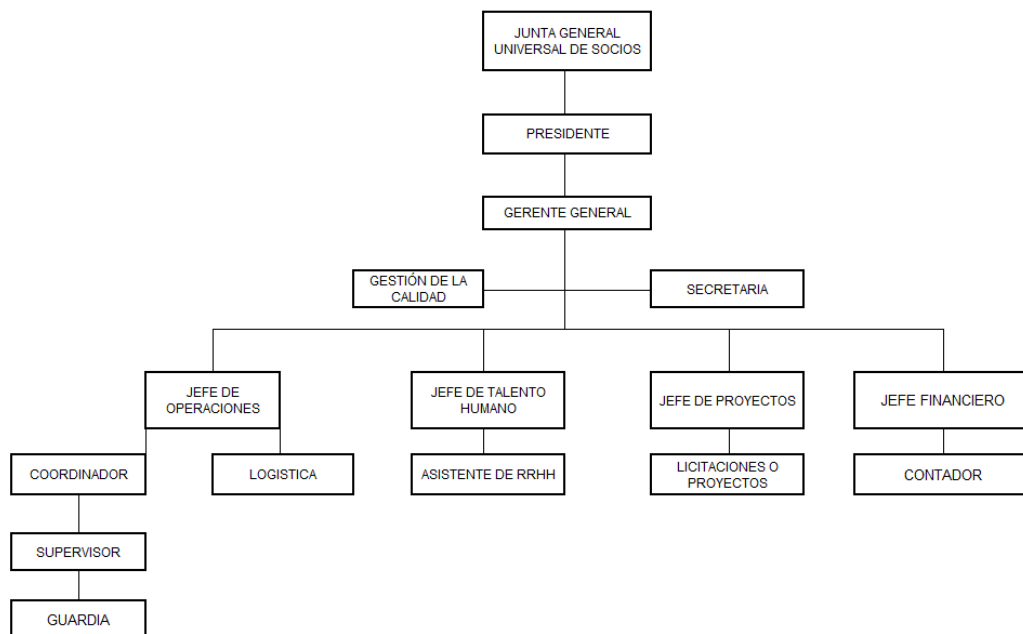 JUNTA GENERAL
UNIVERSAL DE SOCIOS
PRESIDENTE
GERENTE GENERAL
GESTIÓN DE LA
CALIDAD
SECRETARIA
JEFE DE
OPERACIONES
JEFE DE TALENTO
HUMANO
JEFE DE PROYECTOS
JEFE FINANCIERO
COORDINADOR
LOGISTICA
ASISTENTE DE RRHH
LICITACIONES O
PROYECTOS
CONTADOR
SUPERVISOR
GUARDIA